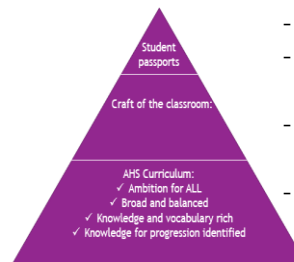 Student
passports
Craft of the classroom:
AHS Curriculum:
✓ Ambition for ALL
✓ Broad and balanced
✓ Knowledge and vocabulary rich
✓ Knowledge for progression identified
-
-
-
-